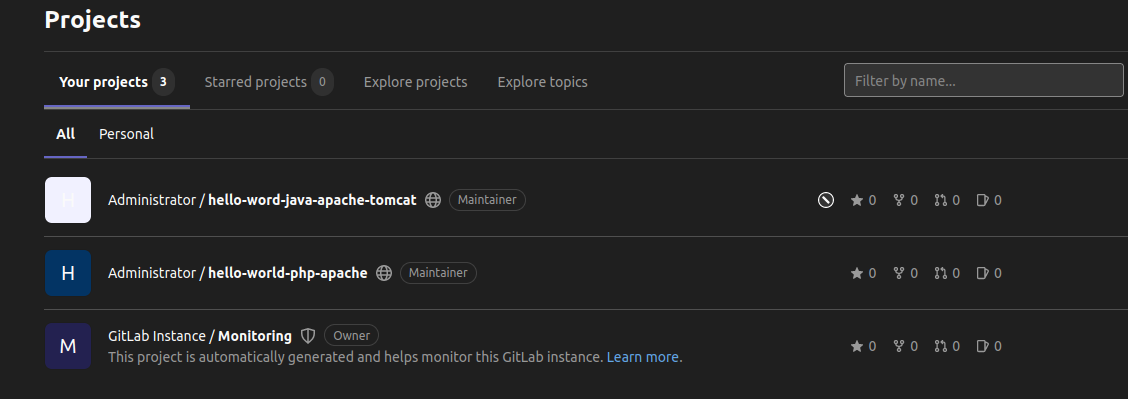 Projects
Your projects 3 Starred projects 0 Explore projects Explore topics Filter by name...
All Personal
H Administrator / hello-word-java-apache-tomcat Maintainer 0 0 0 0
H Administrator / hello-world-php-apache Maintainer 0 0 0 0
M GitLab Instance / Monitoring Owner 0 0 0 0
This project is automatically generated and helps monitor this GitLab instance. Learn more.